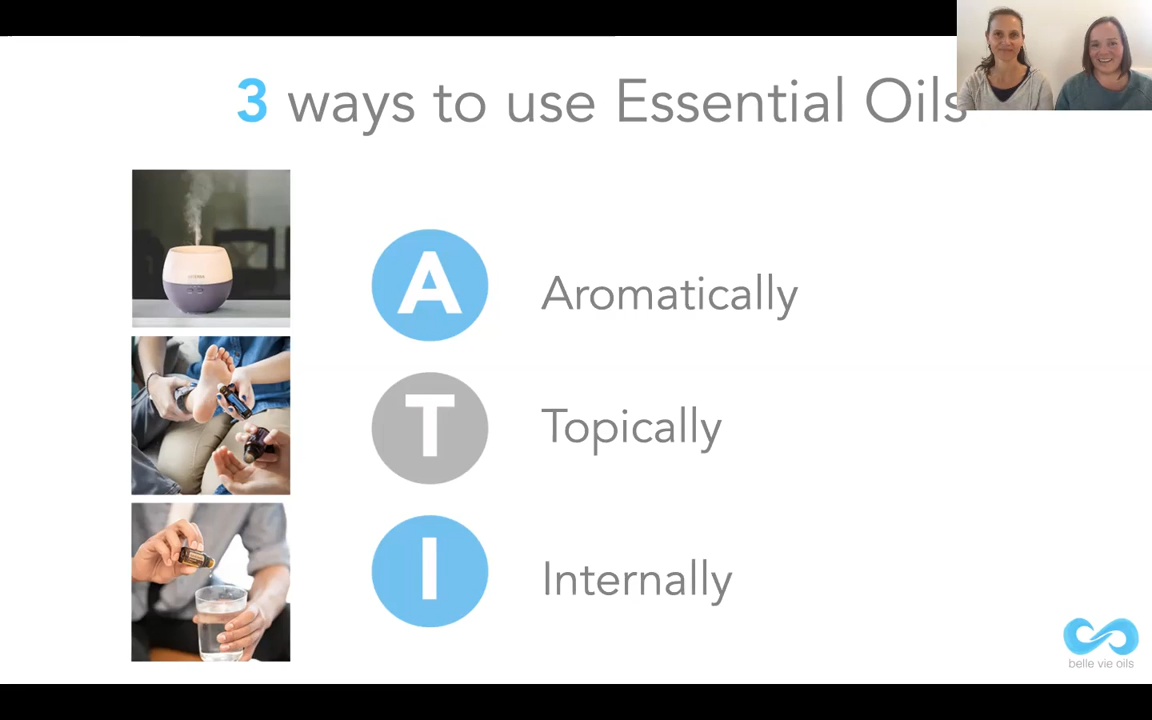 3 ways to use Essential Oils
A Aromatically
T Topically
I Internally
belle vie oils